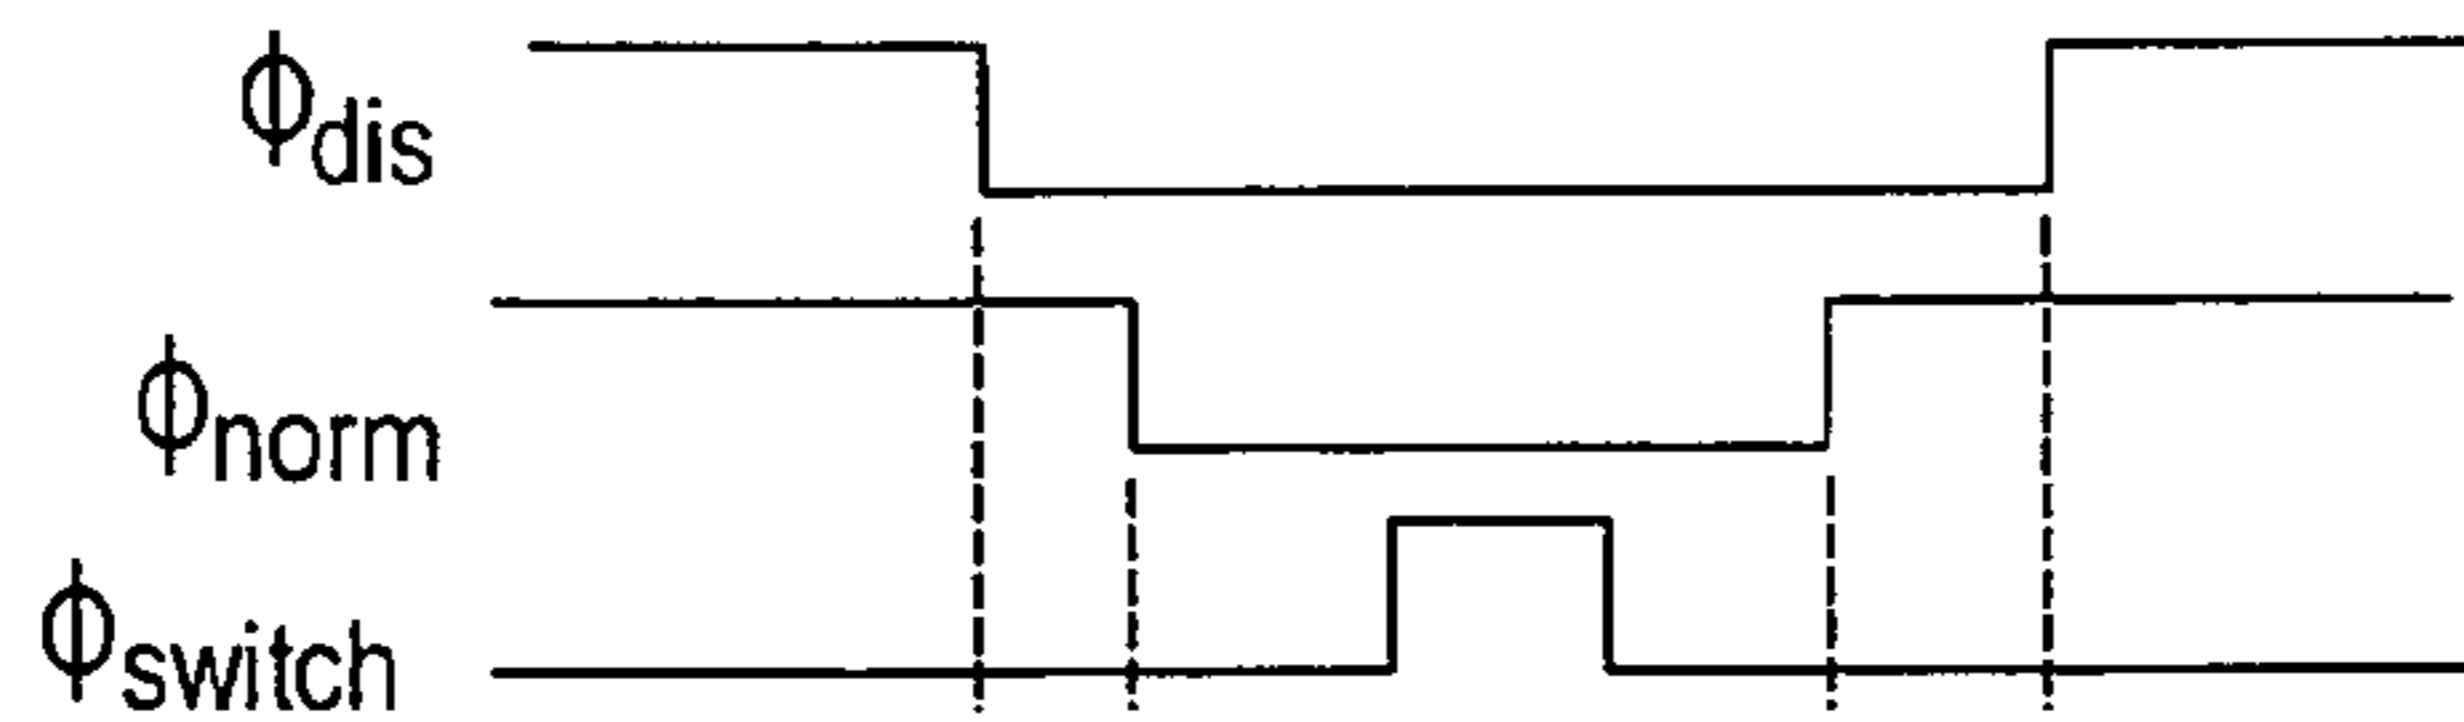 ϕdis
ϕnorm
ϕswitch